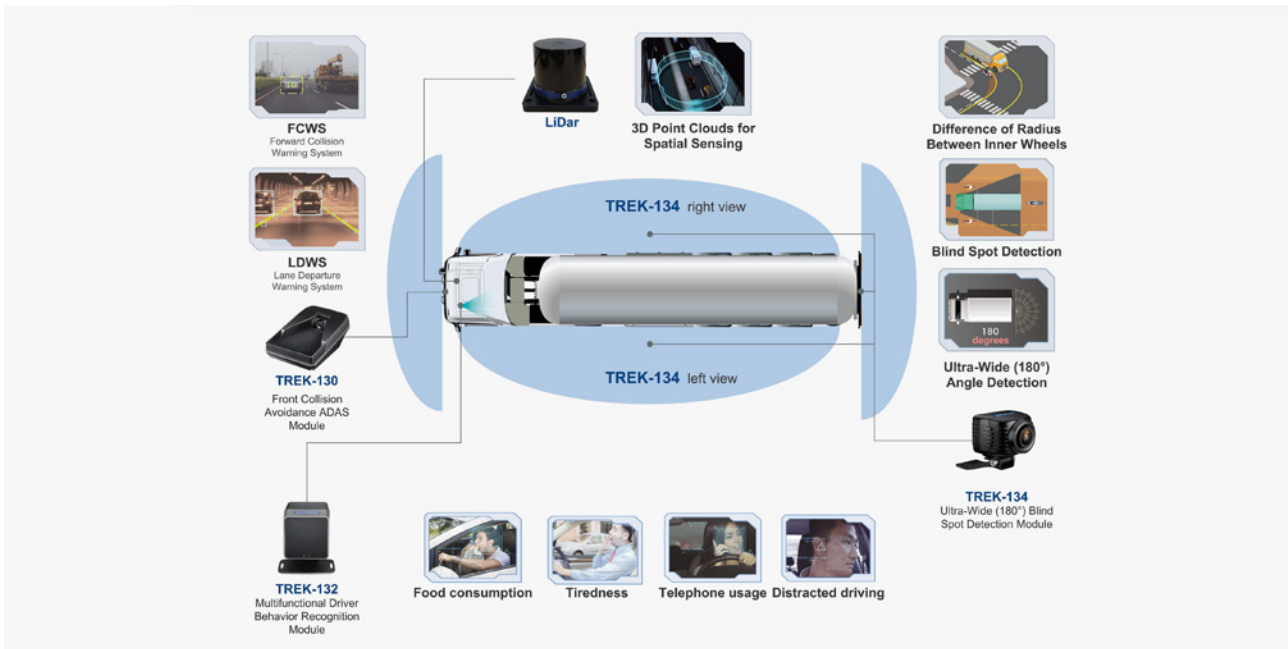 FCWS
Forward Collision
Warning System
LDWS
Lane Departure
Warning System
TREK-130
Front Collision
Avoidance ADAS
Module
TREK-132
Multifunctional Driver
Behavior Recognition
Module
LiDar
3D Point Clouds for
Spatial Sensing
TREK-134 right view
TREK-134 left view
Food consumption
Tiredness
Telephone usage
Distracted driving
Difference of Radius
Between Inner Wheels
Blind Spot Detection
180
degrees
Ultra-Wide (180°)
Angle Detection
TREK-134
Ultra-Wide (180°) Blind
Spot Detection Module